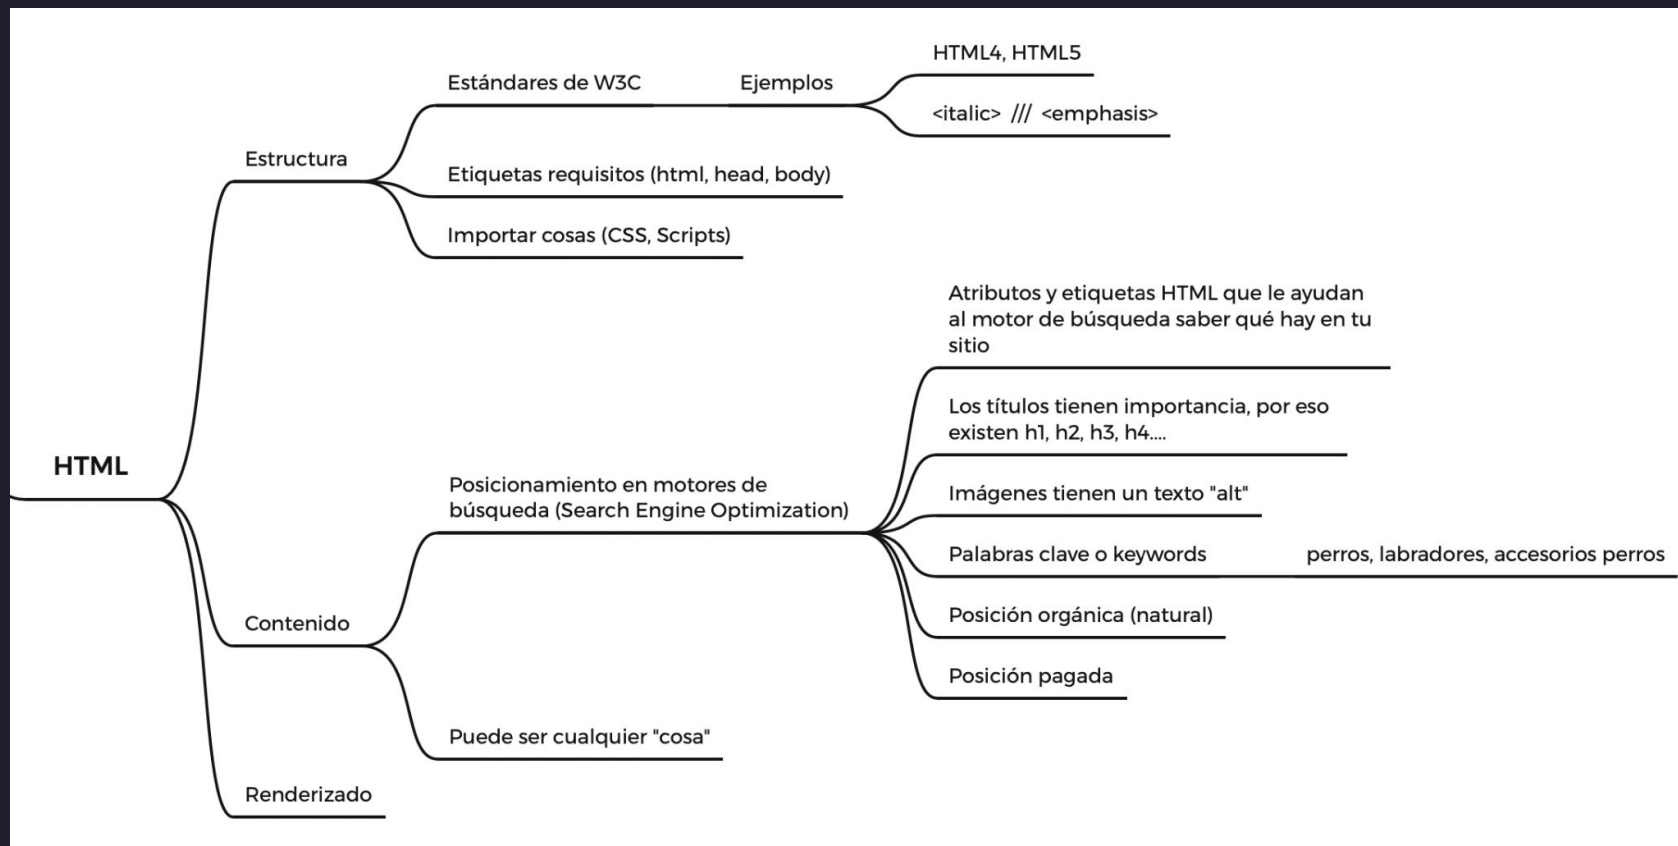 HTML
Estructura
Estándares de W3C
Ejemplos
HTML4, HTML5
<italic> /// <emphasis>
Etiquetas requisitos (html, head, body)
Importar cosas (CSS, Scripts)
Contenido
Posicionamiento en motores de
búsqueda (Search Engine Optimization)
Atributos y etiquetas HTML que le ayudan
al motor de búsqueda saber qué hay en tu
sitio
Los títulos tienen importancia, por eso
existen h1, h2, h3, h4....
Imágenes tienen un texto "alt"
Palabras clave o keywords
perros, labradores, accesorios perros
Posición orgánica (natural)
Posición pagada
Puede ser cualquier "cosa"
Renderizado